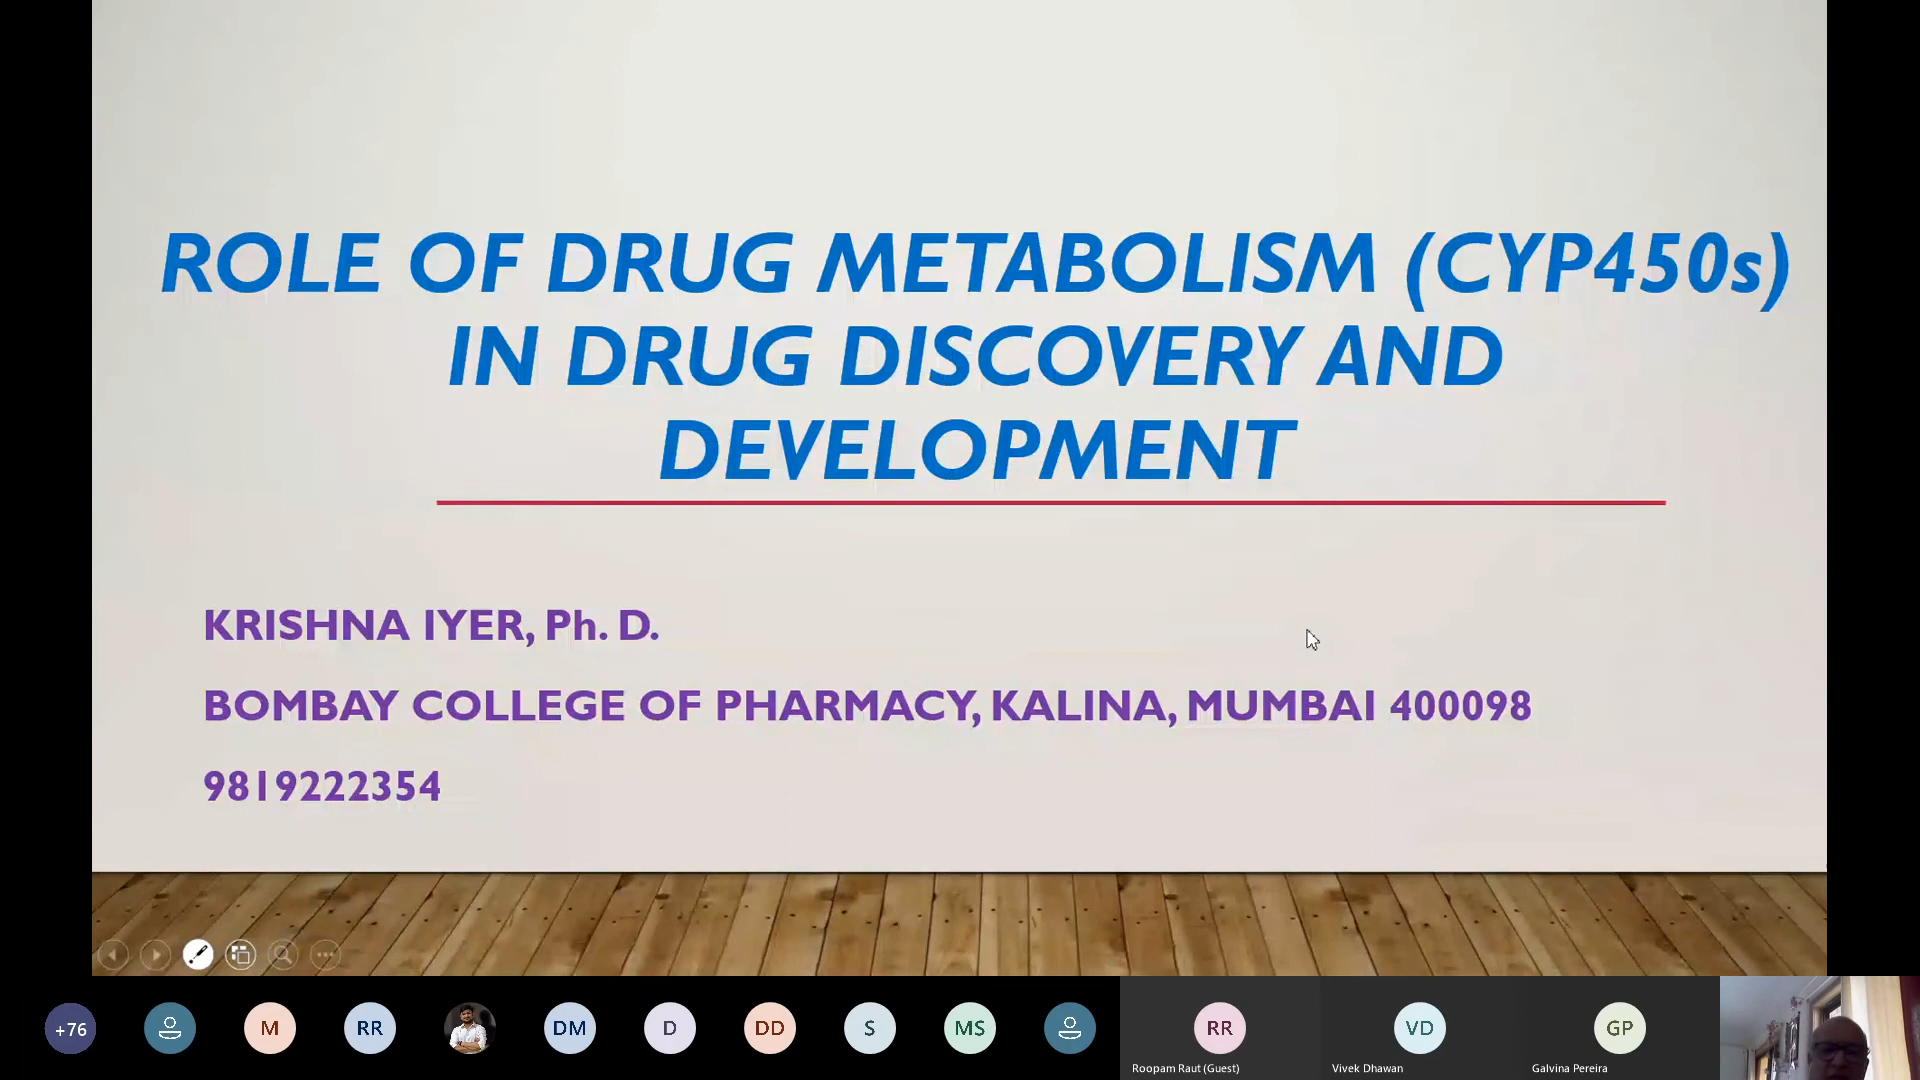 ROLE OF DRUG METABOLISM (CYP450s)
IN DRUG DISCOVERY AND
DEVELOPMENT
KRISHNA IYER, Ph. D.
BOMBAY COLLEGE OF PHARMACY, KALINA, MUMBAI 400098
9819222354
+76
M
RR
DM
D
DD
S
MS
RR
VD
GP
Roopam Raut (Guest)
Vivek Dhawan
Galvina Pereira